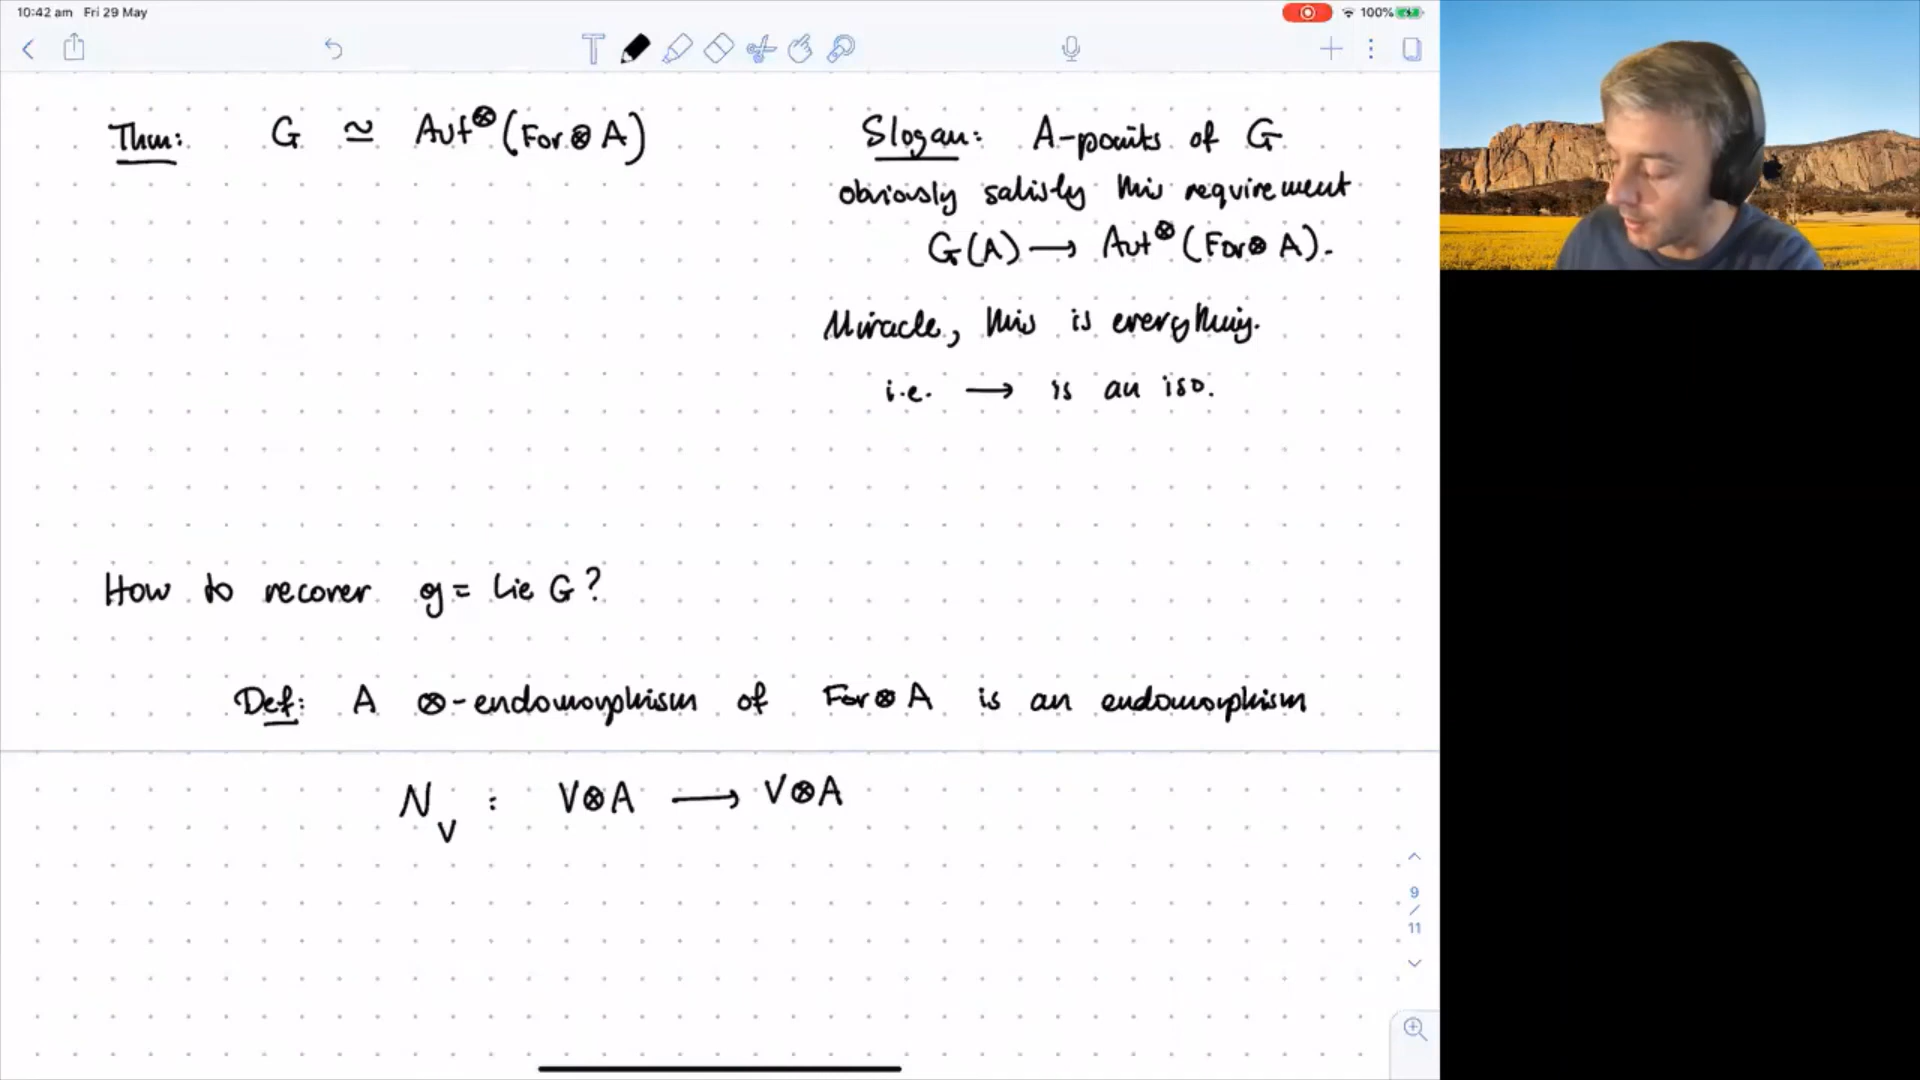 10:42 am Fri 29 May
100%
Thm: G ≃ Aut^⊗(For ⊗ A)
Slogan: A-points of G
obviously satisfy this requirement
G(A) ⟶ Aut^⊗(For ⊗ A).
Miracle, this is everything.
i.e. ⟶ is an iso.
How to recover 𝔤 = Lie G?
Def: A ⊗-endomorphism of For ⊗ A is an endomorphism
N_V : V⊗A ⟶ V⊗A
9
/
11